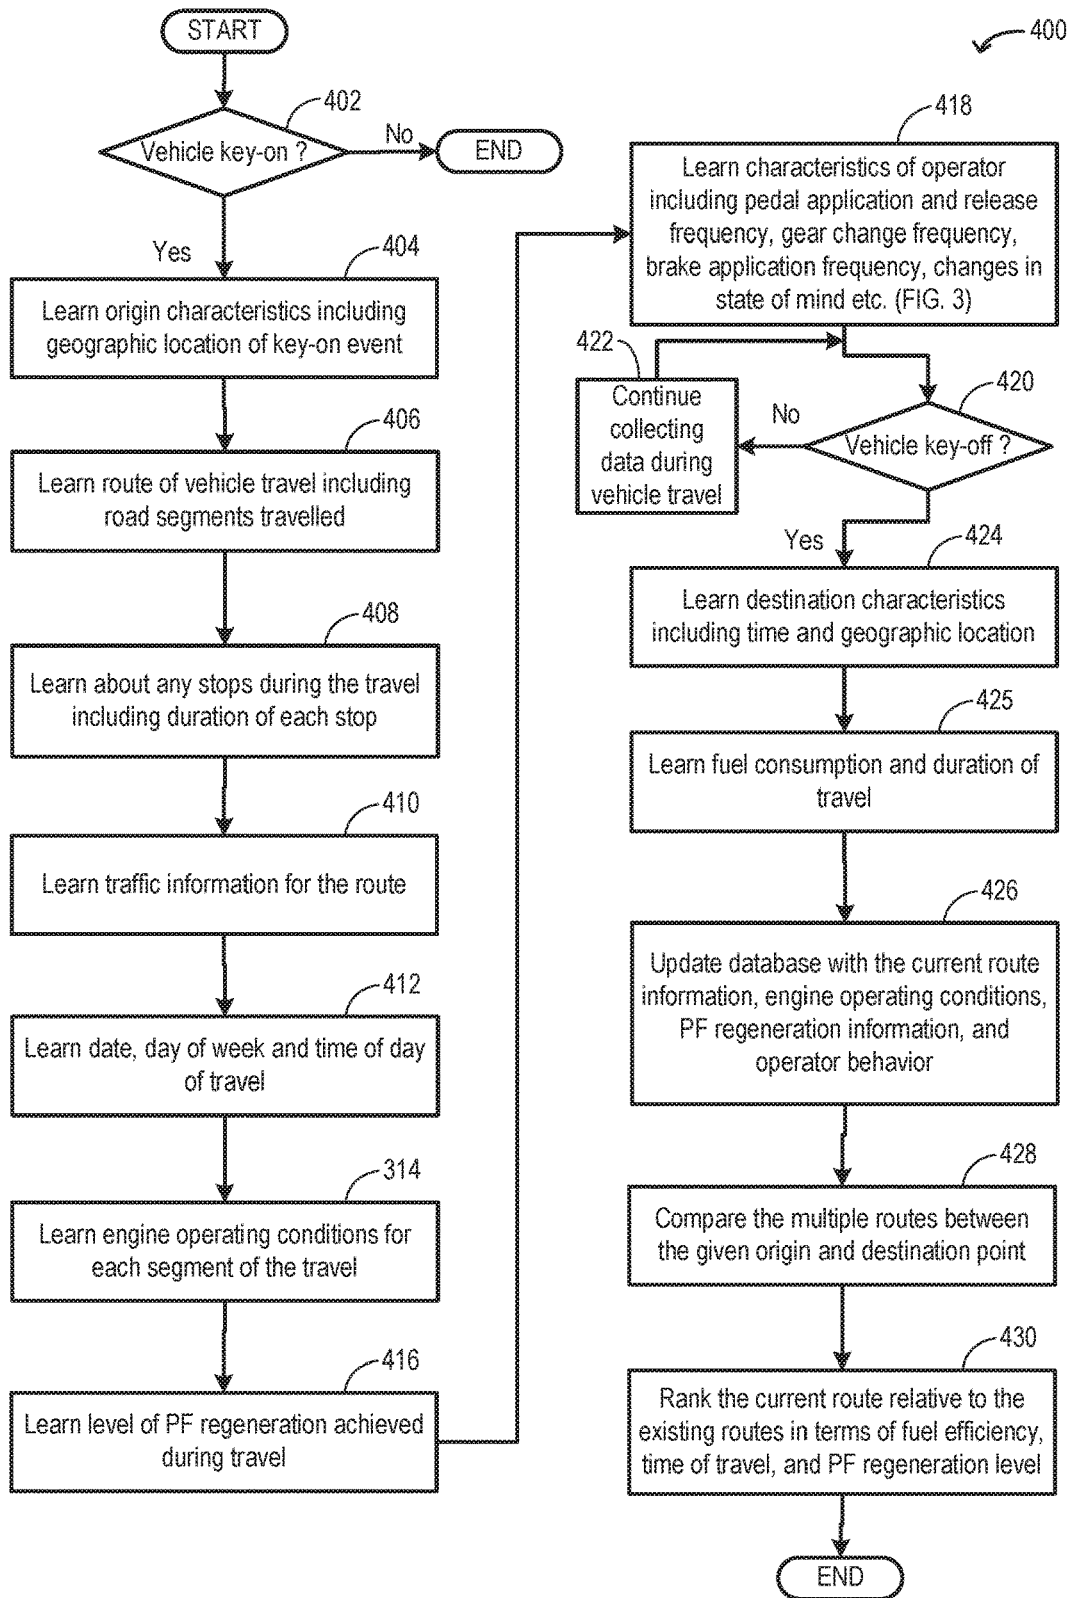 START
400
402
Vehicle key-on ?
No
END
Yes
404
Learn origin characteristics including
geographic location of key-on event
406
Learn route of vehicle travel including
road segments travelled
408
Learn about any stops during the travel
including duration of each stop
410
Learn traffic information for the route
412
Learn date, day of week and time of day
of travel
314
Learn engine operating conditions for
each segment of the travel
416
Learn level of PF regeneration achieved
during travel
418
Learn characteristics of operator
including pedal application and release
frequency, gear change frequency,
brake application frequency, changes in
state of mind etc. (FIG. 3)
422
Continue
collecting
data during
vehicle travel
No
420
Vehicle key-off ?
Yes
424
Learn destination characteristics
including time and geographic location
425
Learn fuel consumption and duration of
travel
426
Update database with the current route
information, engine operating conditions,
PF regeneration information, and
operator behavior
428
Compare the multiple routes between
the given origin and destination point
430
Rank the current route relative to the
existing routes in terms of fuel efficiency,
time of travel, and PF regeneration level
END